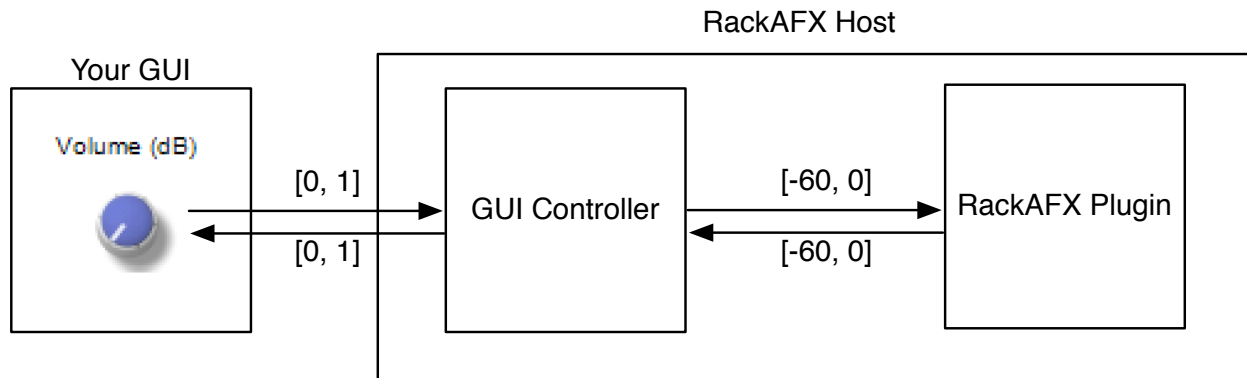 RackAFX Host
Your GUI
Volume (dB)
[0, 1]
[0, 1]
GUI Controller
[-60, 0]
[-60, 0]
RackAFX Plugin